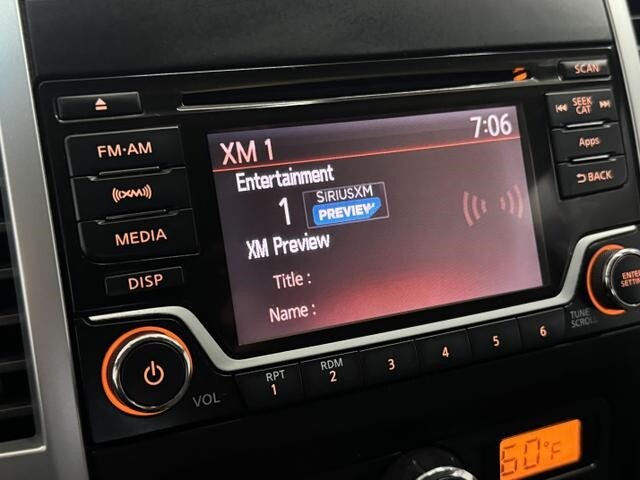 SCAN
FM·AM
XM
MEDIA
DISP
VOL
XM 1
7:06
Entertainment
1
SIRIUSXM
PREVIEW
XM Preview
Title :
Name :
SEEK
CAT
Apps
BACK
ENTER
SETTING
TUNE
SCROLL
RPT
1
RDM
2
3
4
5
6
60°F